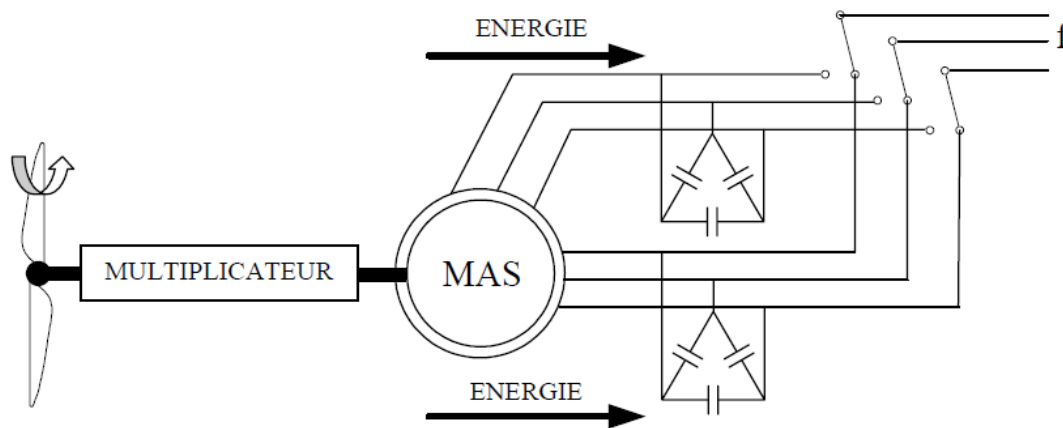 ENERGIE
f
MULTIPLICATEUR
MAS
ENERGIE